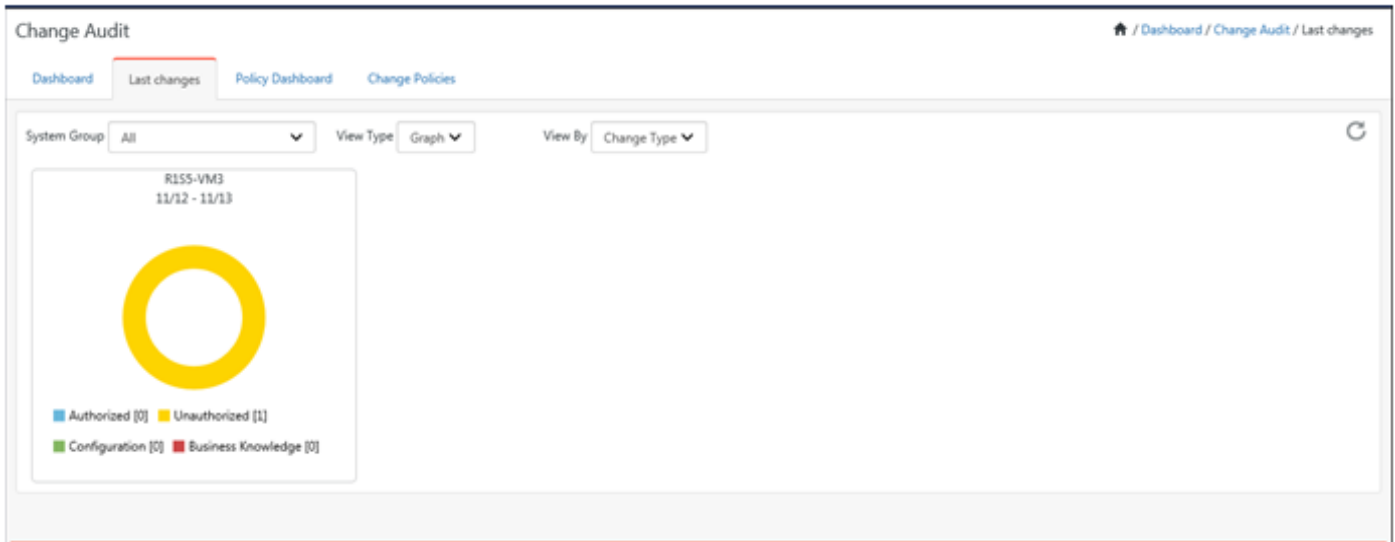 Change Audit
/ Dashboard / Change Audit / Last changes
Dashboard Last changes Policy Dashboard Change Policies
System Group All View Type Graph View By Change Type
R1S5-VM3
11/12 - 11/13
Authorized [0] Unauthorized [1]
Configuration [0] Business Knowledge [0]